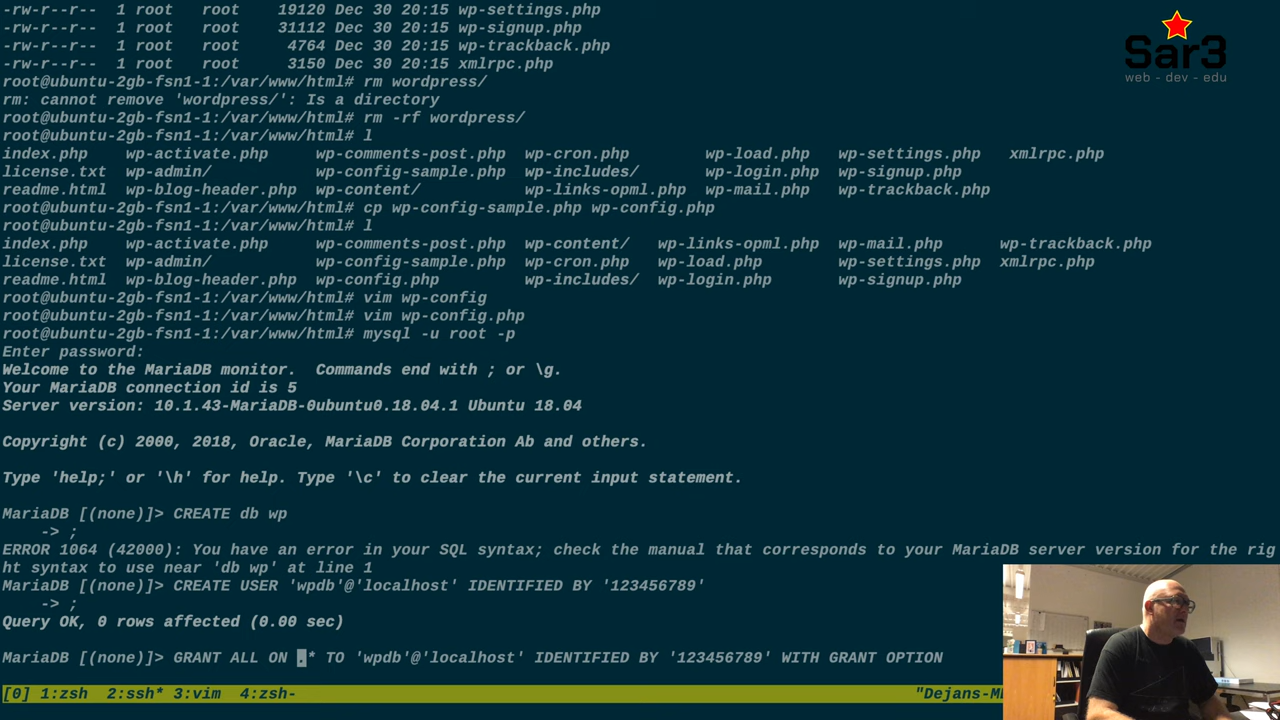 -rw-r--r-- 1 root root 19120 Dec 30 20:15 wp-settings.php
-rw-r--r-- 1 root root 31112 Dec 30 20:15 wp-signup.php
-rw-r--r-- 1 root root 4764 Dec 30 20:15 wp-trackback.php
-rw-r--r-- 1 root root 3150 Dec 30 20:15 xmlrpc.php
Sar3
web - dev - edu
root@ubuntu-2gb-fsn1-1:/var/www/html# rm wordpress/
rm: cannot remove 'wordpress/': Is a directory
root@ubuntu-2gb-fsn1-1:/var/www/html# rm -rf wordpress/
root@ubuntu-2gb-fsn1-1:/var/www/html# l
index.php wp-activate.php wp-comments-post.php wp-cron.php wp-load.php wp-settings.php xmlrpc.php
license.txt wp-admin/ wp-config-sample.php wp-includes/ wp-login.php wp-signup.php
readme.html wp-blog-header.php wp-content/ wp-links-opml.php wp-mail.php wp-trackback.php
root@ubuntu-2gb-fsn1-1:/var/www/html# cp wp-config-sample.php wp-config.php
root@ubuntu-2gb-fsn1-1:/var/www/html# l
index.php wp-activate.php wp-comments-post.php wp-content/ wp-links-opml.php wp-mail.php wp-trackback.php
license.txt wp-admin/ wp-config-sample.php wp-cron.php wp-load.php wp-settings.php xmlrpc.php
readme.html wp-blog-header.php wp-config.php wp-includes/ wp-login.php wp-signup.php
root@ubuntu-2gb-fsn1-1:/var/www/html# vim wp-config
root@ubuntu-2gb-fsn1-1:/var/www/html# vim wp-config.php
root@ubuntu-2gb-fsn1-1:/var/www/html# mysql -u root -p
Enter password:
Welcome to the MariaDB monitor. Commands end with ; or \g.
Your MariaDB connection id is 5
Server version: 10.1.43-MariaDB-0ubuntu0.18.04.1 Ubuntu 18.04
Copyright (c) 2000, 2018, Oracle, MariaDB Corporation Ab and others.
Type 'help;' or '\h' for help. Type '\c' to clear the current input statement.
MariaDB [(none)]> CREATE db wp
-> ;
ERROR 1064 (42000): You have an error in your SQL syntax; check the manual that corresponds to your MariaDB server version for the rig
ht syntax to use near 'db wp' at line 1
MariaDB [(none)]> CREATE USER 'wpdb'@'localhost' IDENTIFIED BY '123456789'
-> ;
Query OK, 0 rows affected (0.00 sec)
MariaDB [(none)]> GRANT ALL ON .* TO 'wpdb'@'localhost' IDENTIFIED BY '123456789' WITH GRANT OPTION
[0] 1:zsh 2:ssh* 3:vim 4:zsh- "Dejans-M